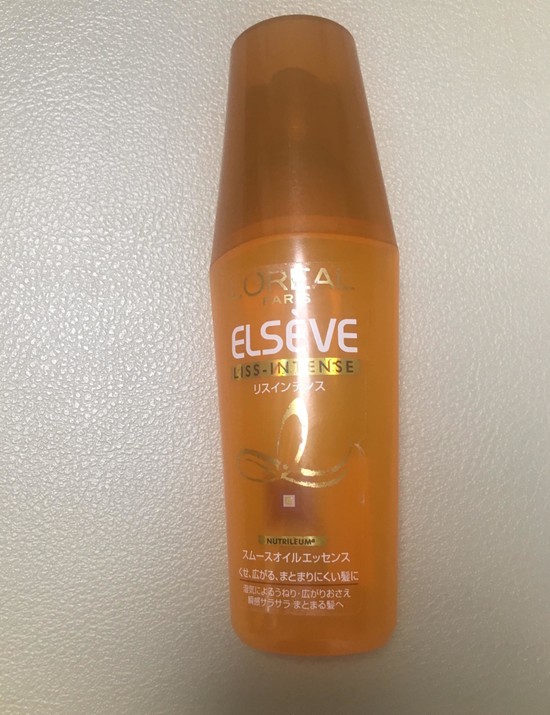 L'ORÉAL
PARIS
ELSEVE
LISS-INTENSE
リスインテンス
NUTRILEUM
スムースオイルエッセンス
くせ、広がる、まとまりにくい髪に
湿気によるうねり・広がりおさえ
瞬感サラサラ まとまる髪へ